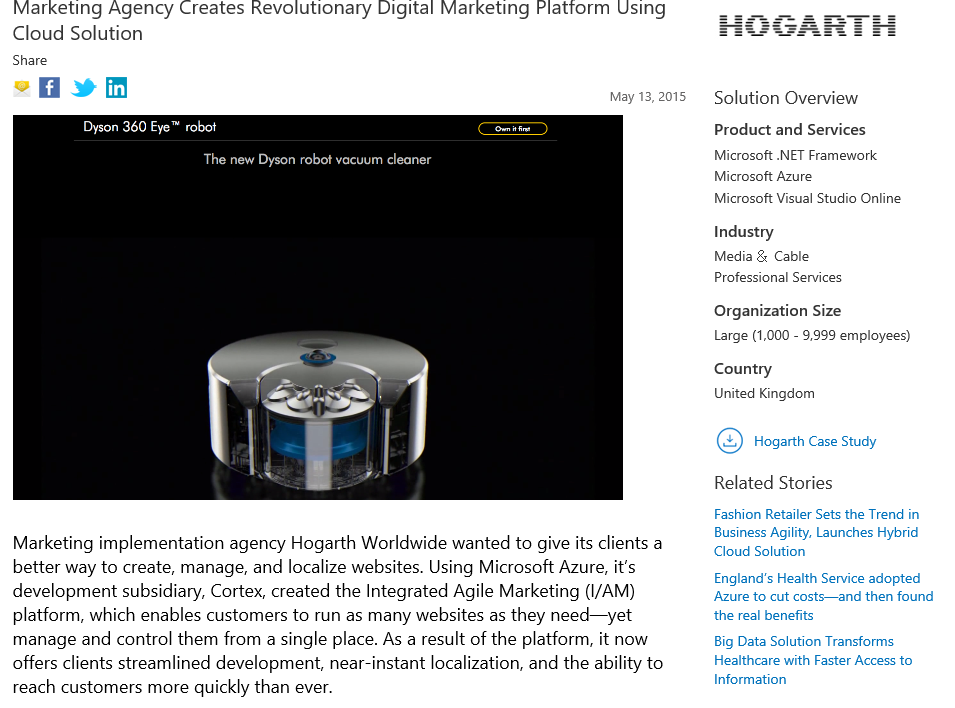 Marketing Agency Creates Revolutionary Digital Marketing Platform Using
Cloud Solution
Share
f
in
May 13, 2015
Dyson 360 Eye™ robot
Own it first
The new Dyson robot vacuum cleaner
Marketing implementation agency Hogarth Worldwide wanted to give its clients a
better way to create, manage, and localize websites. Using Microsoft Azure, it's
development subsidiary, Cortex, created the Integrated Agile Marketing (I/AM)
platform, which enables customers to run as many websites as they need—yet
manage and control them from a single place. As a result of the platform, it now
offers clients streamlined development, near-instant localization, and the ability to
reach customers more quickly than ever.
HOGARTH
Solution Overview
Product and Services
Microsoft .NET Framework
Microsoft Azure
Microsoft Visual Studio Online
Industry
Media & Cable
Professional Services
Organization Size
Large (1,000 - 9,999 employees)
Country
United Kingdom
Hogarth Case Study
Related Stories
Fashion Retailer Sets the Trend in
Business Agility, Launches Hybrid
Cloud Solution
England's Health Service adopted
Azure to cut costs—and then found
the real benefits
Big Data Solution Transforms
Healthcare with Faster Access to
Information